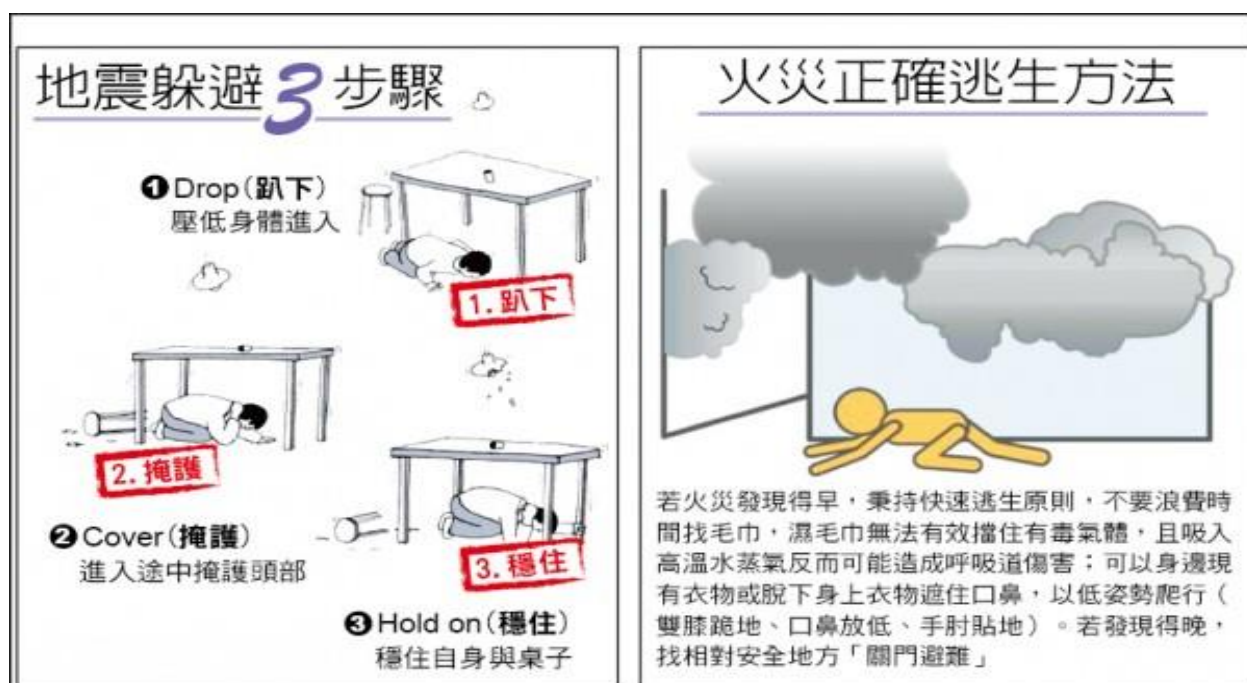 地震躲避3步驟
❶Drop(趴下)
壓低身體進入
1.趴下
2.掩護
❷Cover(掩護)
進入途中掩護頭部
3.穩住
❸Hold on(穩住)
穩住自身與桌子
火災正確逃生方法
若火災發現得早，秉持快速逃生原則，不要浪費時
間找毛巾，濕毛巾無法有效擋住有毒氣體，且吸入
高溫水蒸氣反而可能造成呼吸道傷害；可以身邊現
有衣物或脫下身上衣物遮住口鼻，以低姿勢爬行（
雙膝跪地、口鼻放低、手肘貼地）。若發現得晚，
找相對安全地方「關門避難」